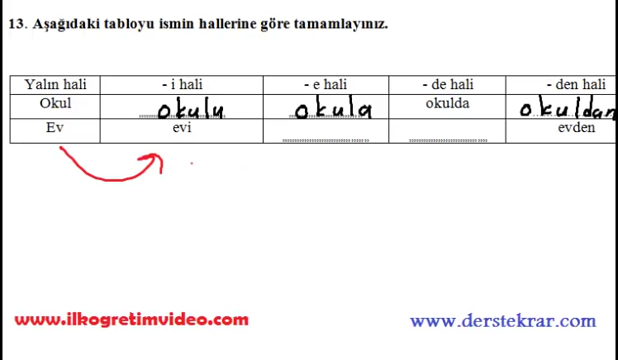 13. Aşağıdaki tabloyu ismin hallerine göre tamamlayınız.
Yalın hali - i hali - e hali - de hali - den hali
Okul okulu okula okulda okuldan
Ev evi evden
www.ilkogretimvideo.com www.derstekrar.com